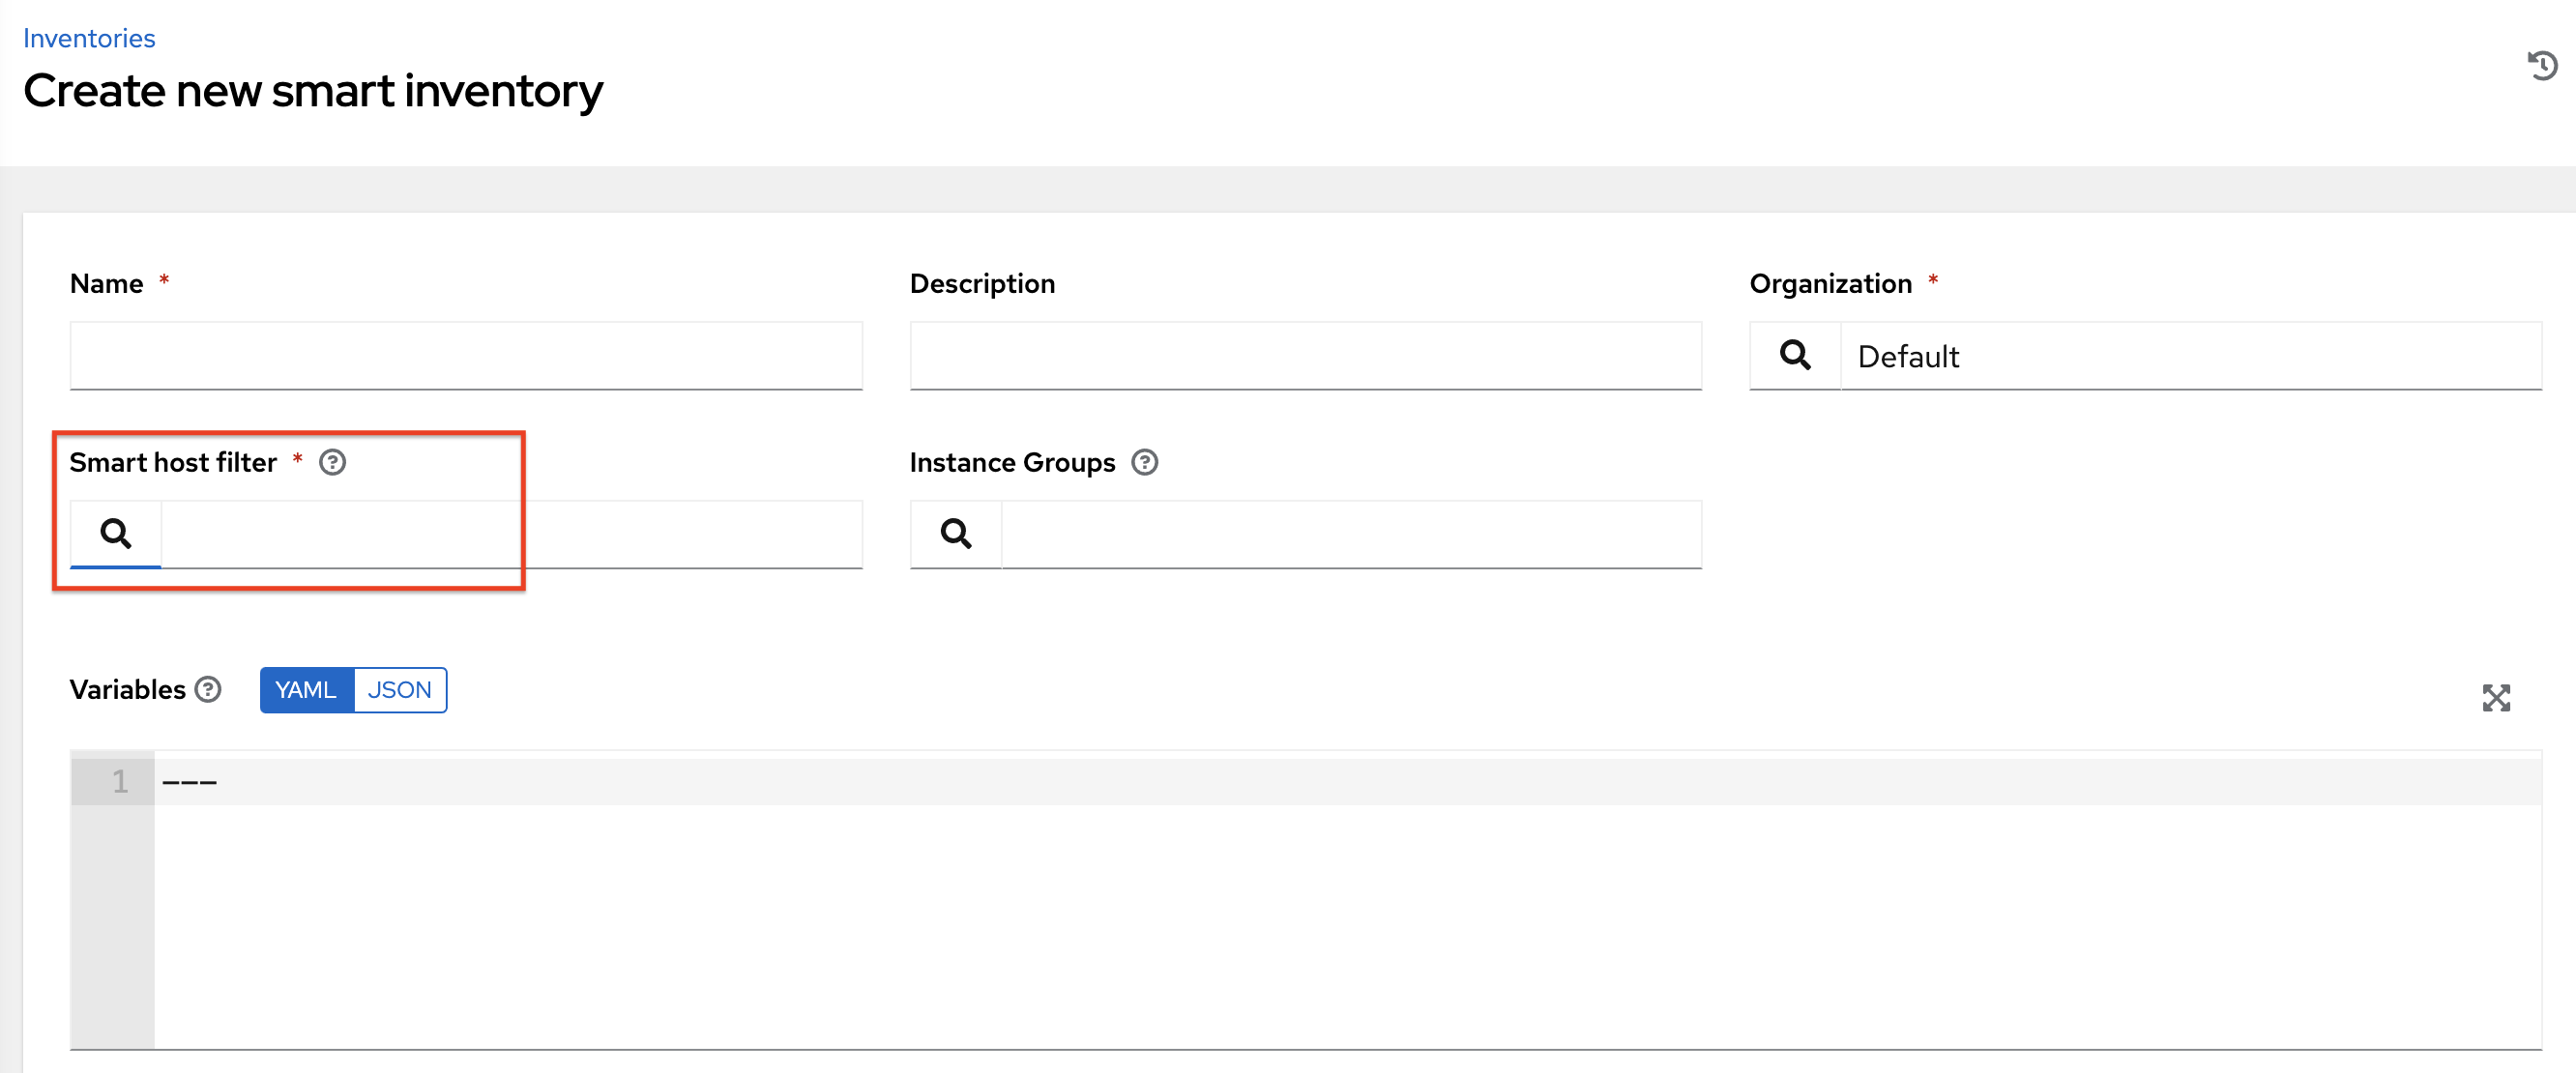 Inventories
Create new smart inventory
Name *
Description
Organization *
Default
Smart host filter *
Instance Groups
Variables YAML JSON
1 ---